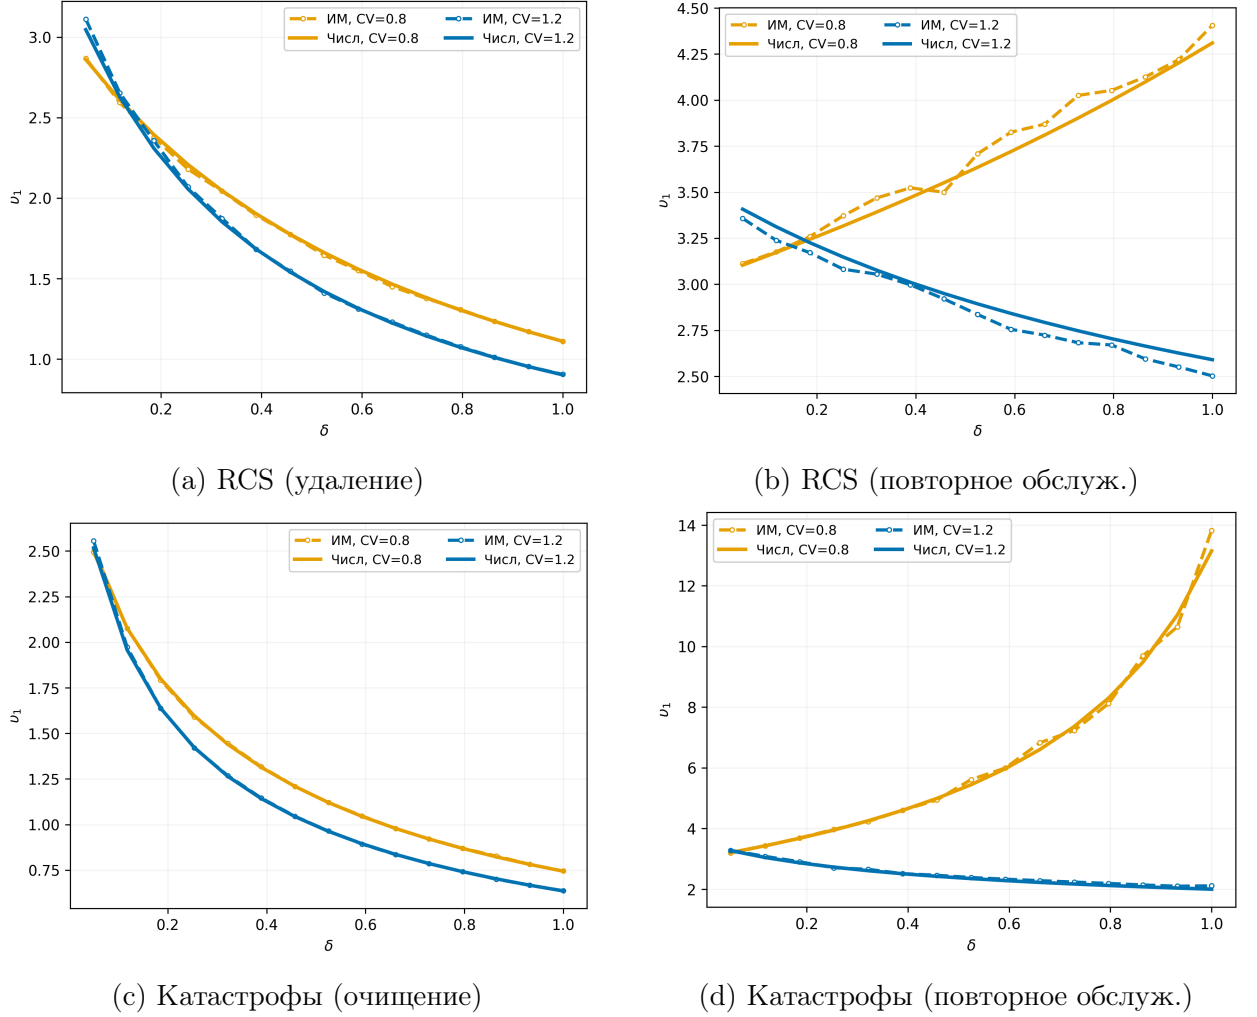 ИМ, CV=0.8
Числ, CV=0.8
ИМ, CV=1.2
Числ, CV=1.2
3.0
2.5
2.0
1.5
1.0
υ₁
0.2 0.4 0.6 0.8 1.0
δ
(a) RCS (удаление)
ИМ, CV=0.8
Числ, CV=0.8
ИМ, CV=1.2
Числ, CV=1.2
4.50
4.25
4.00
3.75
3.50
3.25
3.00
2.75
2.50
υ₁
0.2 0.4 0.6 0.8 1.0
δ
(b) RCS (повторное обслуж.)
ИМ, CV=0.8
Числ, CV=0.8
ИМ, CV=1.2
Числ, CV=1.2
2.50
2.25
2.00
1.75
1.50
1.25
1.00
0.75
υ₁
0.2 0.4 0.6 0.8 1.0
δ
(c) Катастрофы (очищение)
ИМ, CV=0.8
Числ, CV=0.8
ИМ, CV=1.2
Числ, CV=1.2
14
12
10
8
6
4
2
υ₁
0.2 0.4 0.6 0.8 1.0
δ
(d) Катастрофы (повторное обслуж.)